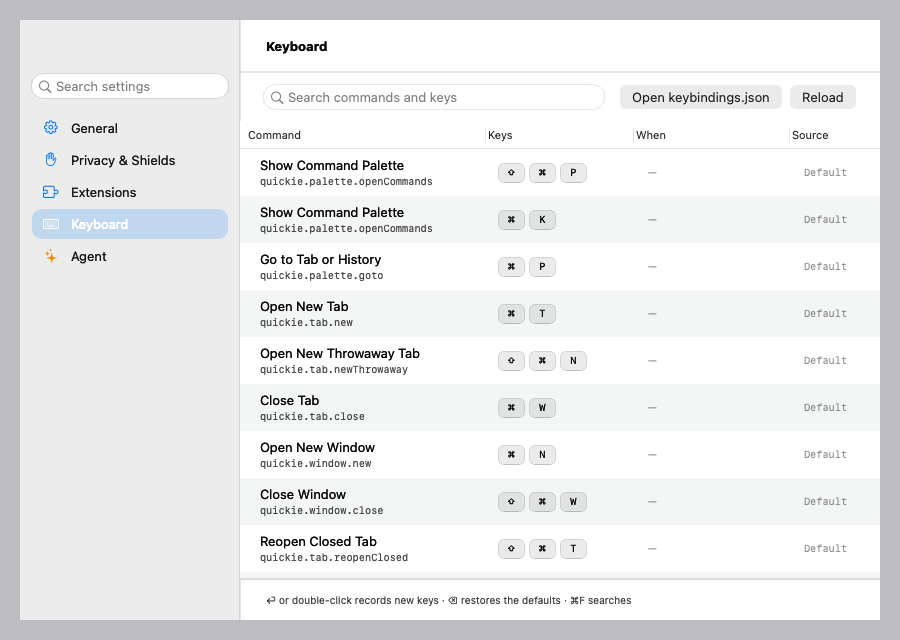 Keyboard
Search settings
General
Privacy & Shields
Extensions
Keyboard
Agent
Search commands and keys
Open keybindings.json
Reload
Command Keys When Source
Show Command Palette
quickie.palette.openCommands
⇧ ⌘ P — Default
Show Command Palette
quickie.palette.openCommands
⌘ K — Default
Go to Tab or History
quickie.palette.goto
⌘ P — Default
Open New Tab
quickie.tab.new
⌘ T — Default
Open New Throwaway Tab
quickie.tab.newThrowaway
⇧ ⌘ N — Default
Close Tab
quickie.tab.close
⌘ W — Default
Open New Window
quickie.window.new
⌘ N — Default
Close Window
quickie.window.close
⇧ ⌘ W — Default
Reopen Closed Tab
quickie.tab.reopenClosed
⇧ ⌘ T — Default
↩ or double-click records new keys · ⌫ restores the defaults · ⌘F searches